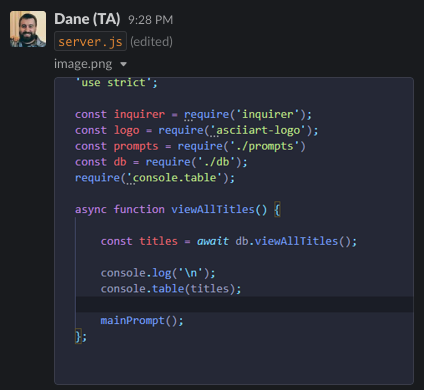 Dane (TA) 9:28 PM
server.js (edited)
image.png
'use strict';
const inquirer = require('inquirer');
const logo = require('asciiart-logo');
const prompts = require('./prompts')
const db = require('./db');
require('console.table');
async function viewAllTitles() {
const titles = await db.viewAllTitles();
console.log('\n');
console.table(titles);
mainPrompt();
};